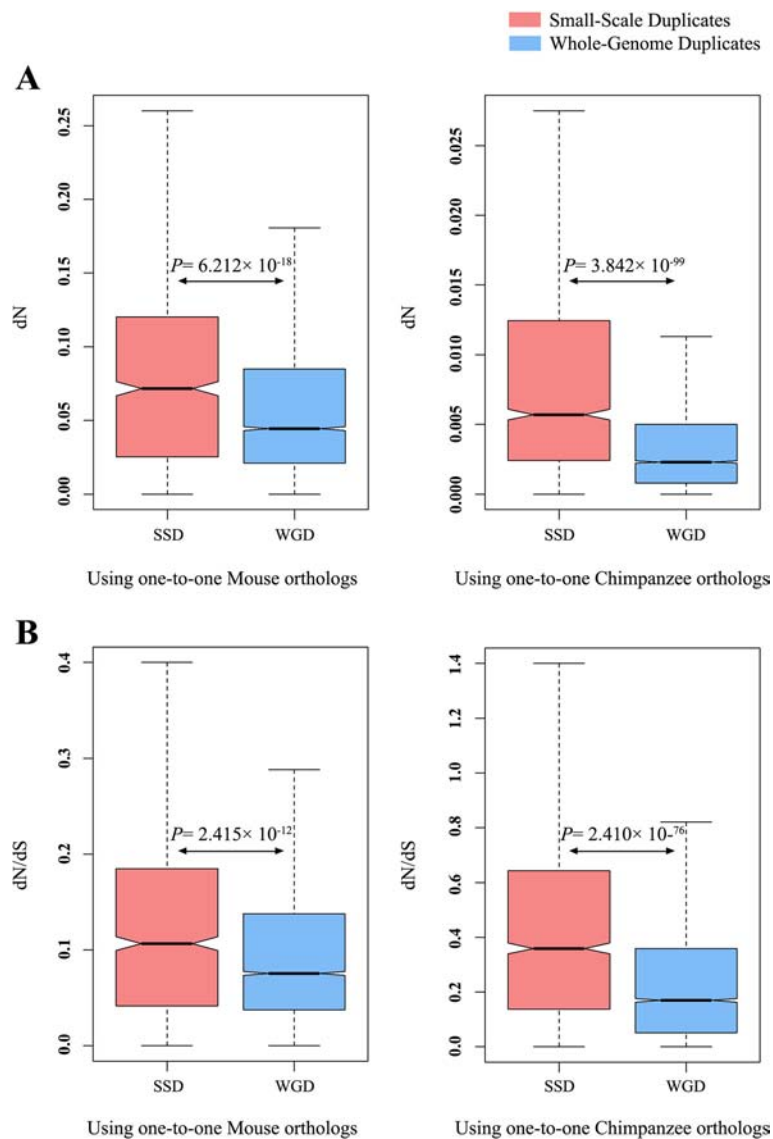 Small-Scale Duplicates
Whole-Genome Duplicates
A
dN
0.25
0.20
0.15
0.10
0.05
0.00
P= 6.212× 10-18
SSD WGD
Using one-to-one Mouse orthologs
dN
0.025
0.020
0.015
0.010
0.005
0.000
P= 3.842× 10-99
SSD WGD
Using one-to-one Chimpanzee orthologs
B
dN/dS
0.4
0.3
0.2
0.1
0.0
P= 2.415× 10-12
SSD WGD
Using one-to-one Mouse orthologs
dN/dS
1.4
1.2
1.0
0.8
0.6
0.4
0.2
0.0
P= 2.410× 10-76
SSD WGD
Using one-to-one Chimpanzee orthologs